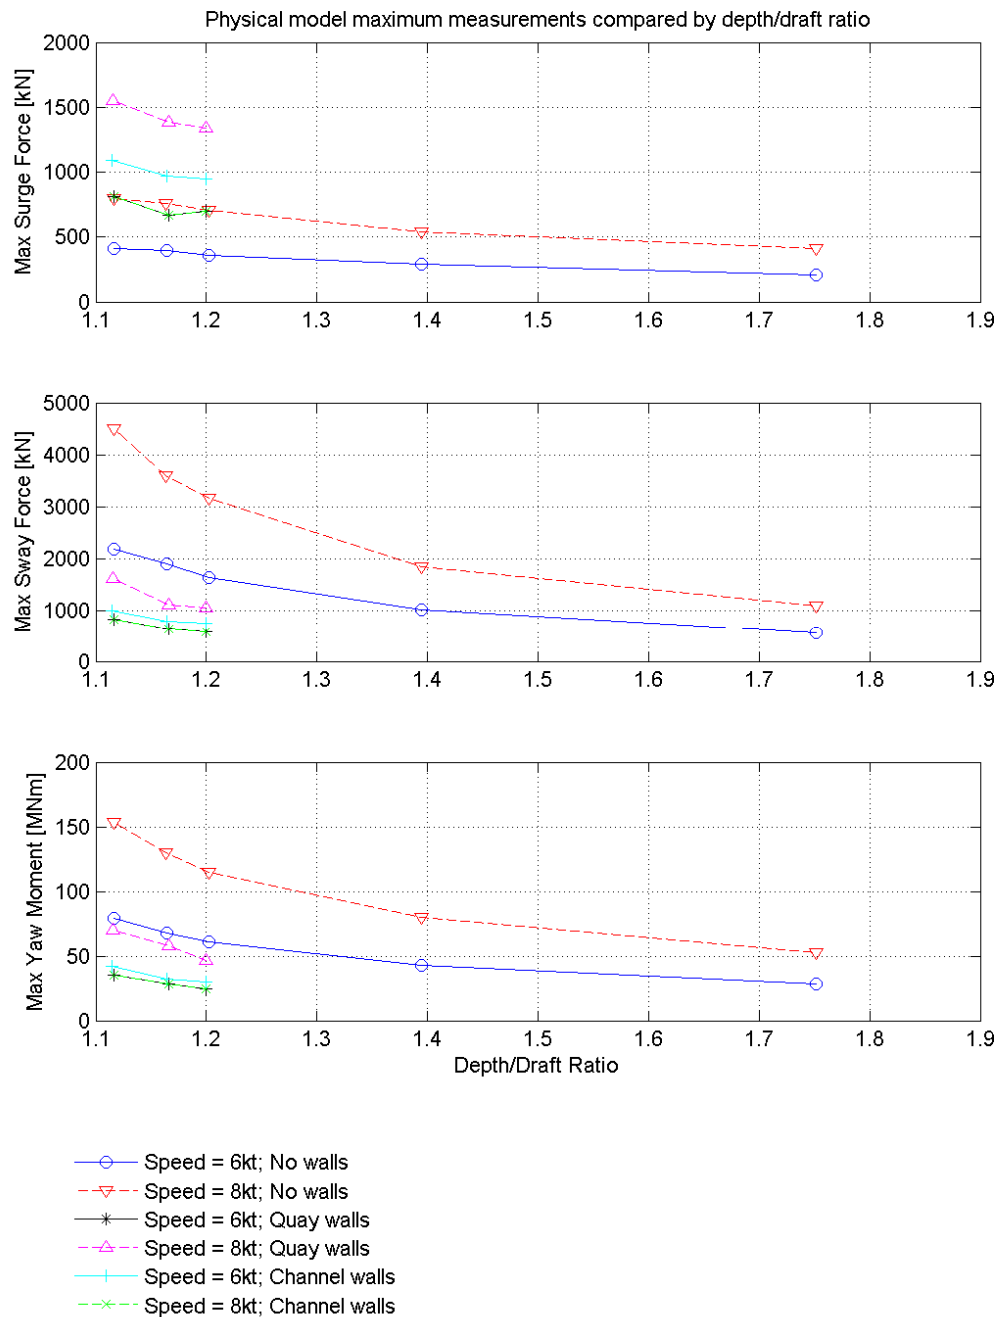 Physical model maximum measurements compared by depth/draft ratio
Max Surge Force [kN]
2000
1500
1000
500
0
1.1 1.2 1.3 1.4 1.5 1.6 1.7 1.8 1.9
Max Sway Force [kN]
5000
4000
3000
2000
1000
0
1.1 1.2 1.3 1.4 1.5 1.6 1.7 1.8 1.9
Max Yaw Moment [MNm]
200
150
100
50
0
1.1 1.2 1.3 1.4 1.5 1.6 1.7 1.8 1.9
Depth/Draft Ratio
Speed = 6kt; No walls
Speed = 8kt; No walls
Speed = 6kt; Quay walls
Speed = 8kt; Quay walls
Speed = 6kt; Channel walls
Speed = 8kt; Channel walls